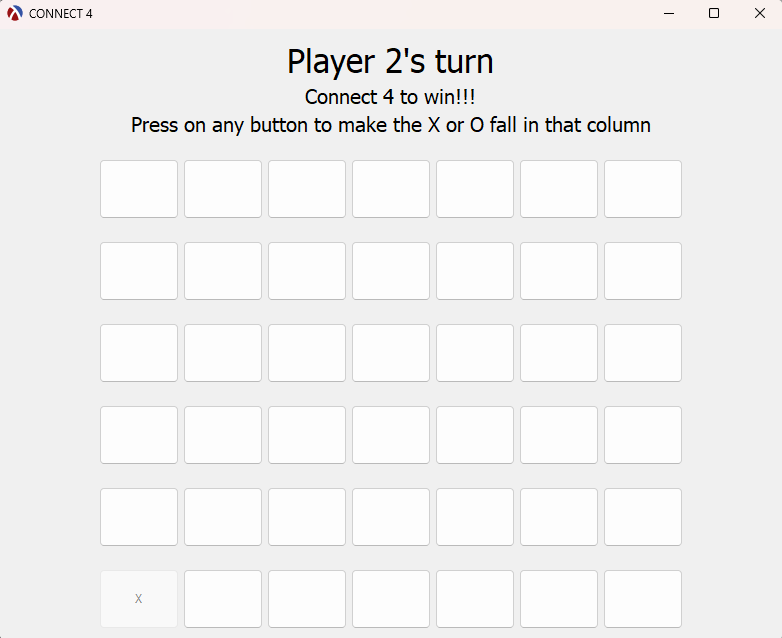 CONNECT 4
Player 2's turn
Connect 4 to win!!!
Press on any button to make the X or O fall in that column
X